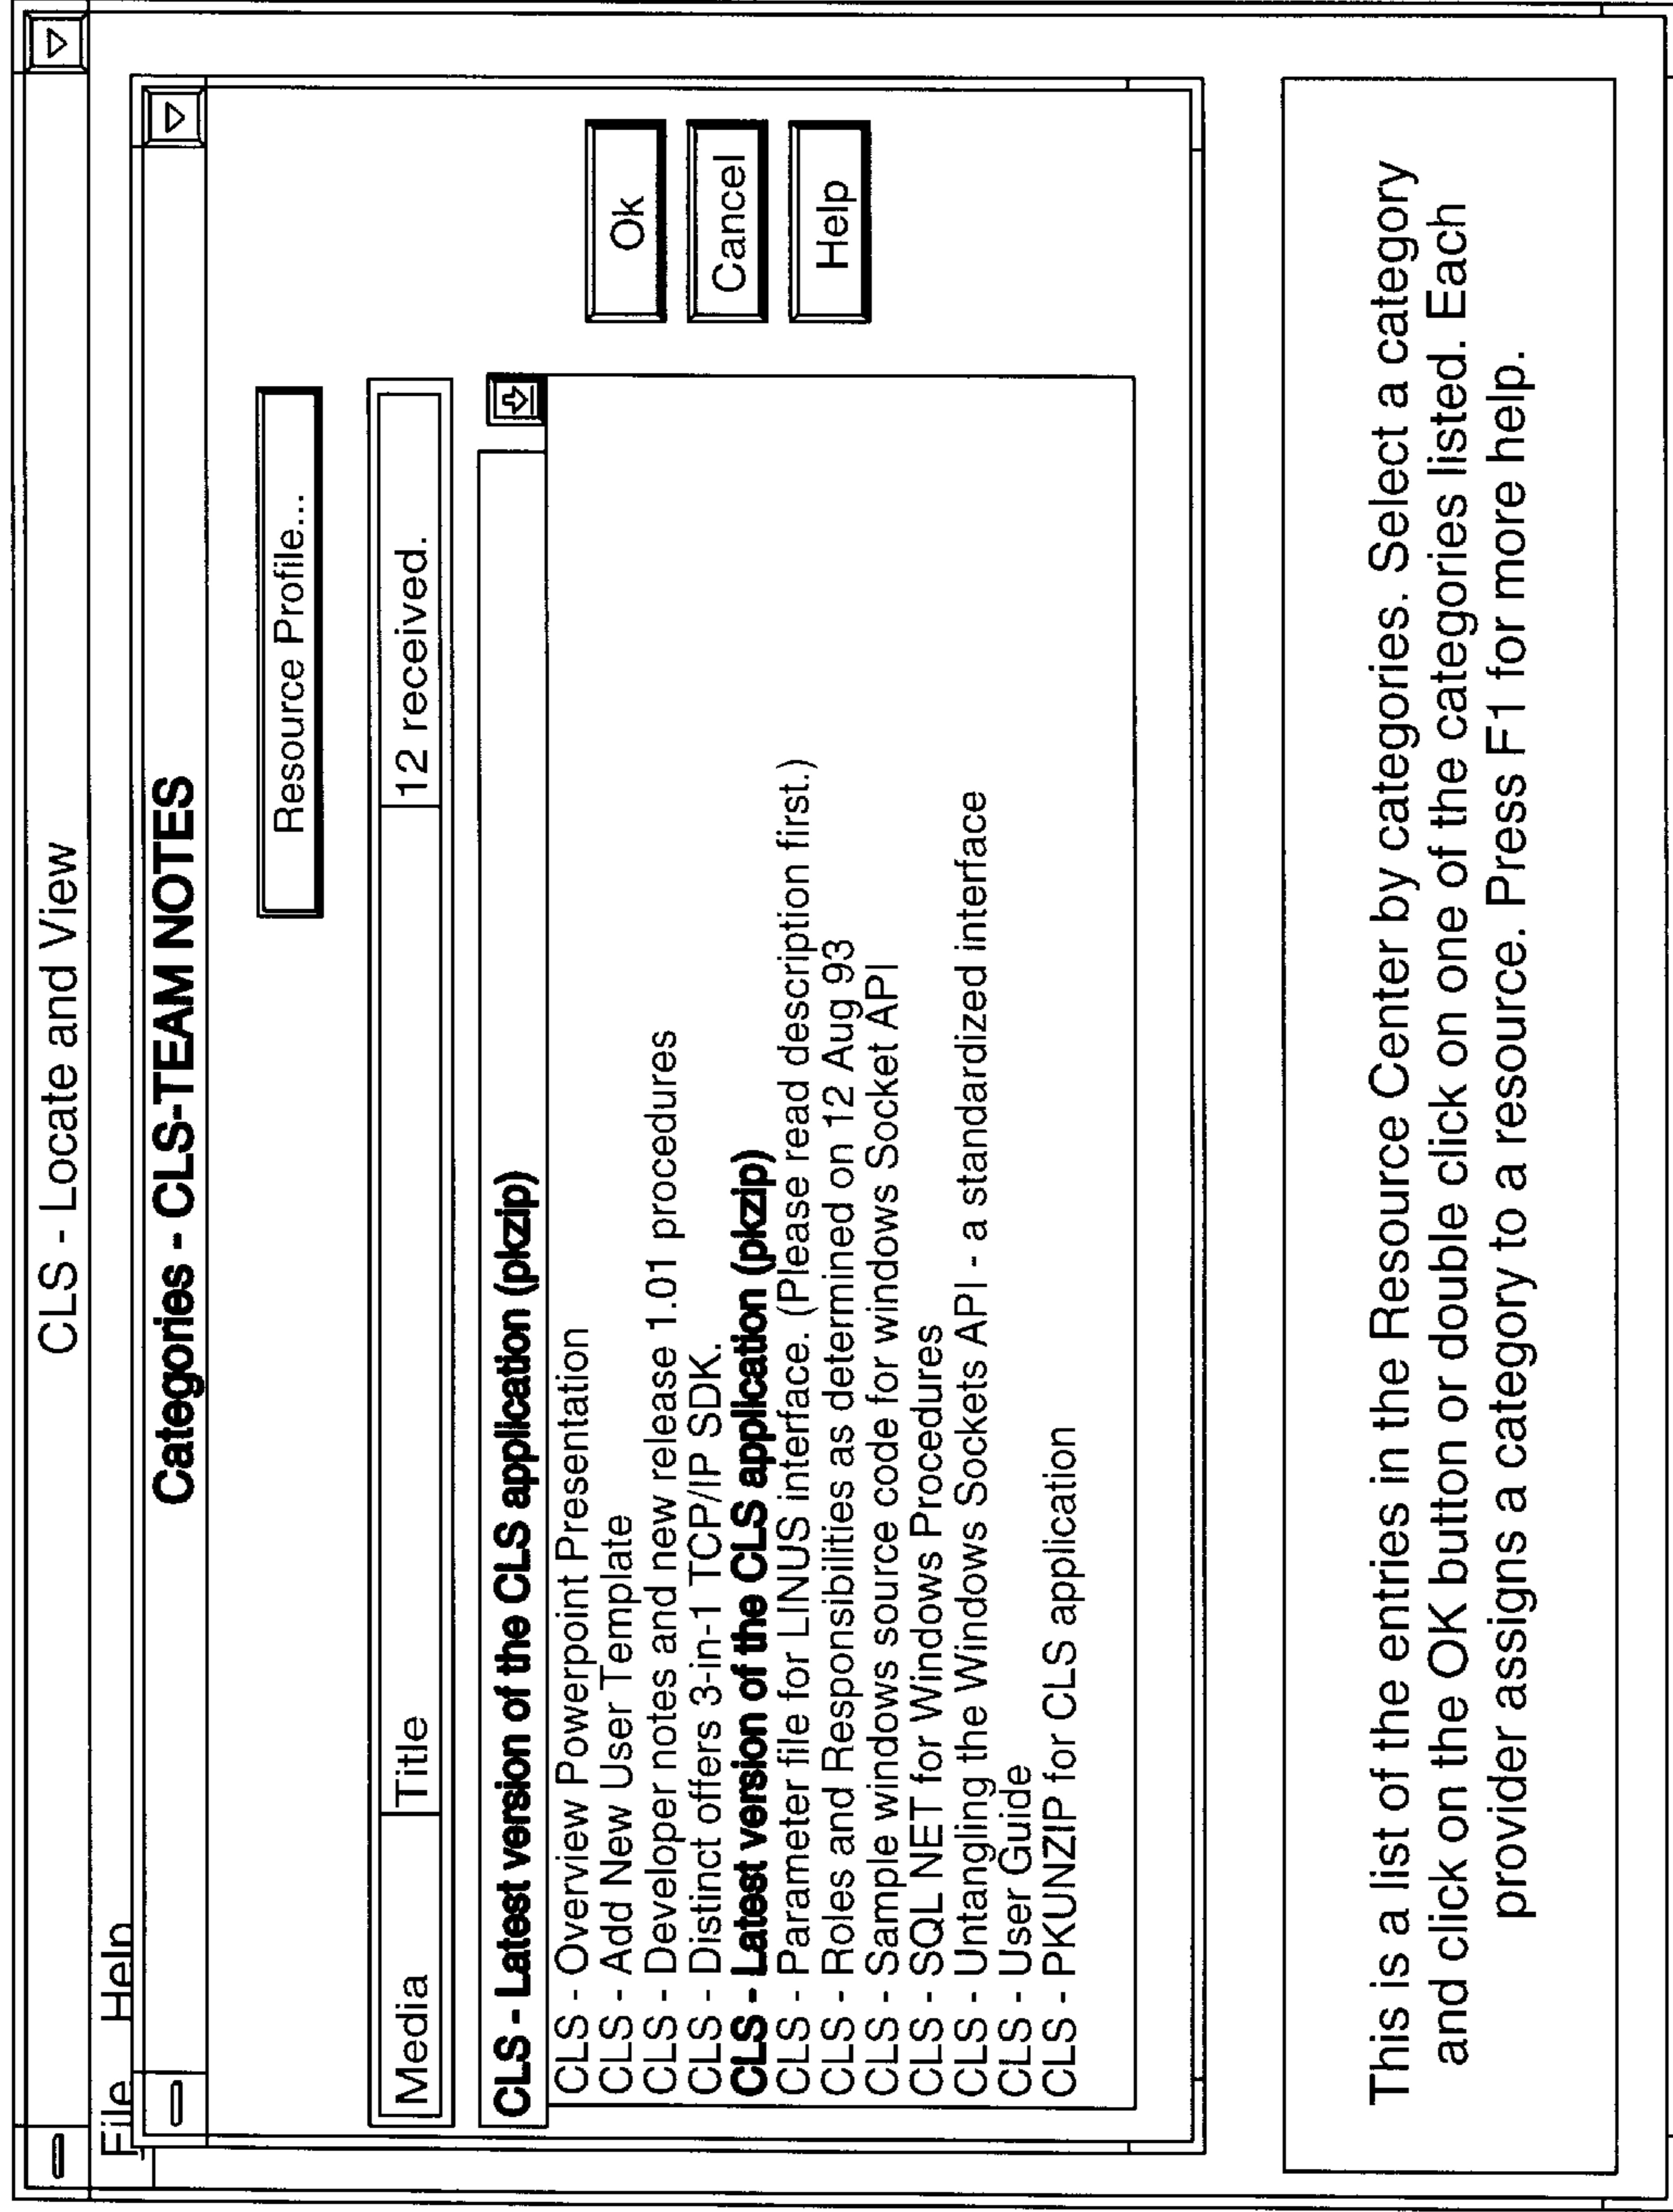 CLS - Locate and View
File Help
Categories - CLS-TEAM NOTES
Resource Profile...
Media Title 12 received.
CLS - Latest version of the CLS application (pkzip)
CLS - Overview Powerpoint Presentation
CLS - Add New User Template
CLS - Developer notes and new release 1.01 procedures
CLS - Distinct offers 3-in-1 TCP/IP SDK.
CLS - Latest version of the CLS application (pkzip)
CLS - Parameter file for LINUS interface. (Please read description first.)
CLS - Roles and Responsibilities as determined on 12 Aug 93
CLS - Sample windows source code for windows Socket API
CLS - SQL NET for Windows Procedures
CLS - Untangling the Windows Sockets API - a standardized interface
CLS - User Guide
CLS - PKUNZIP for CLS application
Ok
Cancel
Help
This is a list of the entries in the Resource Center by categories. Select a category
and click on the OK button or double click on one of the categories listed. Each
provider assigns a category to a resource. Press F1 for more help.